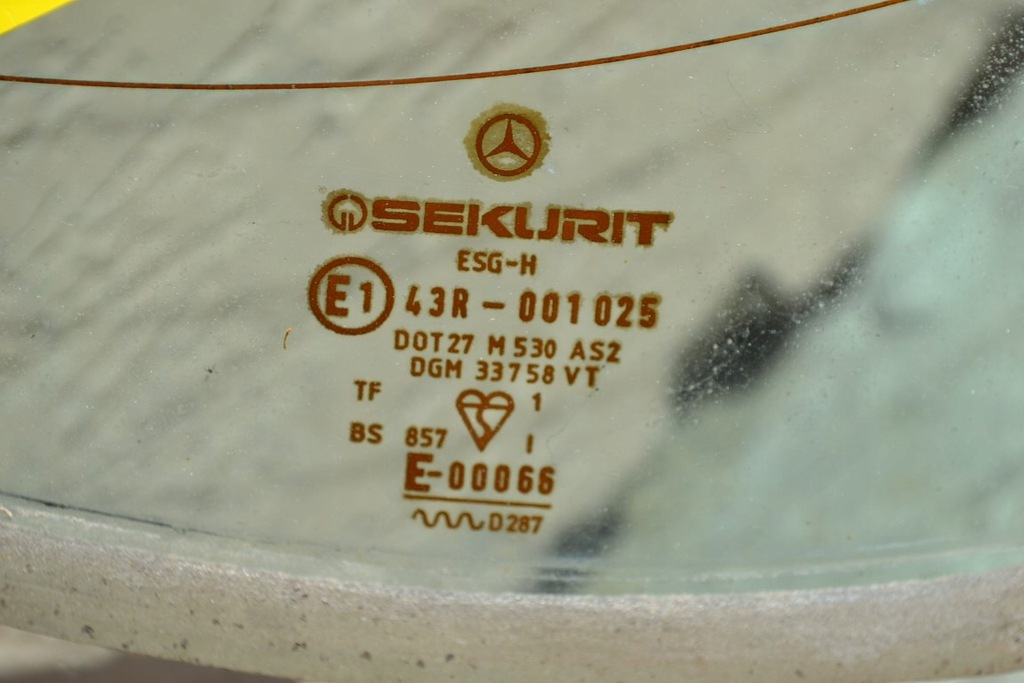 SEKURIT
ESG-H
E1 43R - 001025
DOT27 M530 AS2
DGM 33758 VT
TF 1
BS 857 I
E-00066
D287